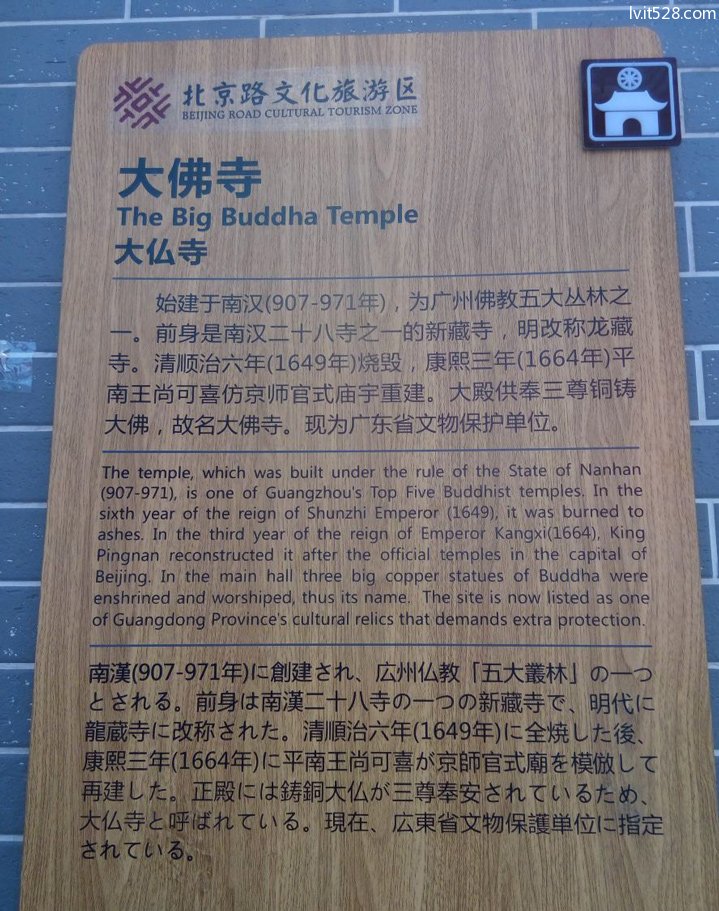 lv.it528.com
北京路文化旅游区
BEIJING ROAD CULTURAL TOURISM ZONE
大佛寺
The Big Buddha Temple
大仏寺
始建于南汉(907-971年)，为广州佛教五大丛林之
一。前身是南汉二十八寺之一的新藏寺，明改称龙藏
寺。清顺治六年(1649年)烧毁，康熙三年(1664年)平
南王尚可喜仿京师官式庙宇重建。大殿供奉三尊铜铸
大佛，故名大佛寺。现为广东省文物保护单位。
The temple, which was built under the rule of the State of Nanhan
(907-971), is one of Guangzhou's Top Five Buddhist temples. In the
sixth year of the reign of Shunzhi Emperor (1649), it was burned to
ashes. In the third year of the reign of Emperor Kangxi(1664), King
Pingnan reconstructed it after the official temples in the capital of
Beijing. In the main hall three big copper statues of Buddha were
enshrined and worshiped, thus its name. The site is now listed as one
of Guangdong Province's cultural relics that demands extra protection.
南漢(907-971年)に創建され、広州仏教「五大叢林」の一つ
とされる。前身は南漢二十八寺の一つの新藏寺で、明代に
龍蔵寺に改称された。清順治六年(1649年)に全焼した後、
康熙三年(1664年)に平南王尚可喜が京師官式廟を模倣して
再建した。正殿には鋳銅大仏が三尊奉安されているため、
大仏寺と呼ばれている。現在、広東省文物保護単位に指定
されている。